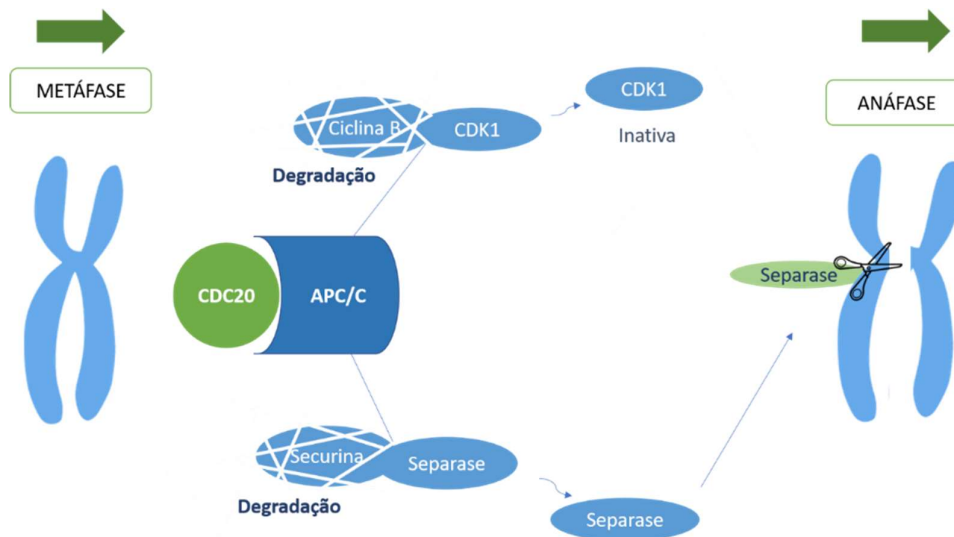 METÁFASE
ANÁFASE
CDK1
Ciclina B
CDK1
Inativa
Degradação
CDC20
APC/C
Separase
Securina
Separase
Degradação
Separase